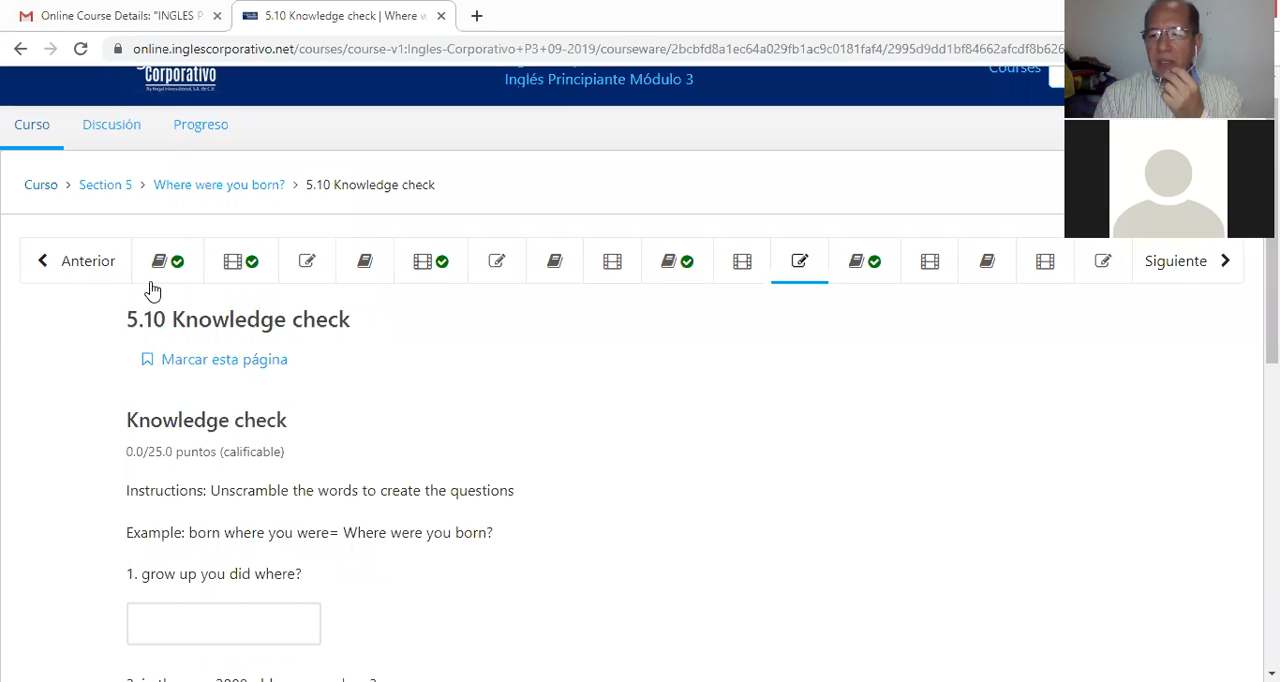 Online Course Details: "INGLES P
5.10 Knowledge check | Where w
online.inglescorporativo.net/courses/course-v1:Ingles-Corporativo+P3+09-2019/courseware/2bcbfd8a1ec64a029fb1ac9c0181faf4/2995d9dd1bf84662afcdf8b626
Corporativo
Inglés Principiante Módulo 3
Courses
Curso
Discusión
Progreso
Curso > Section 5 > Where were you born? > 5.10 Knowledge check
Anterior
Siguiente
5.10 Knowledge check
Marcar esta página
Knowledge check
0.0/25.0 puntos (calificable)
Instructions: Unscramble the words to create the questions
Example: born where you were= Where were you born?
1. grow up you did where?